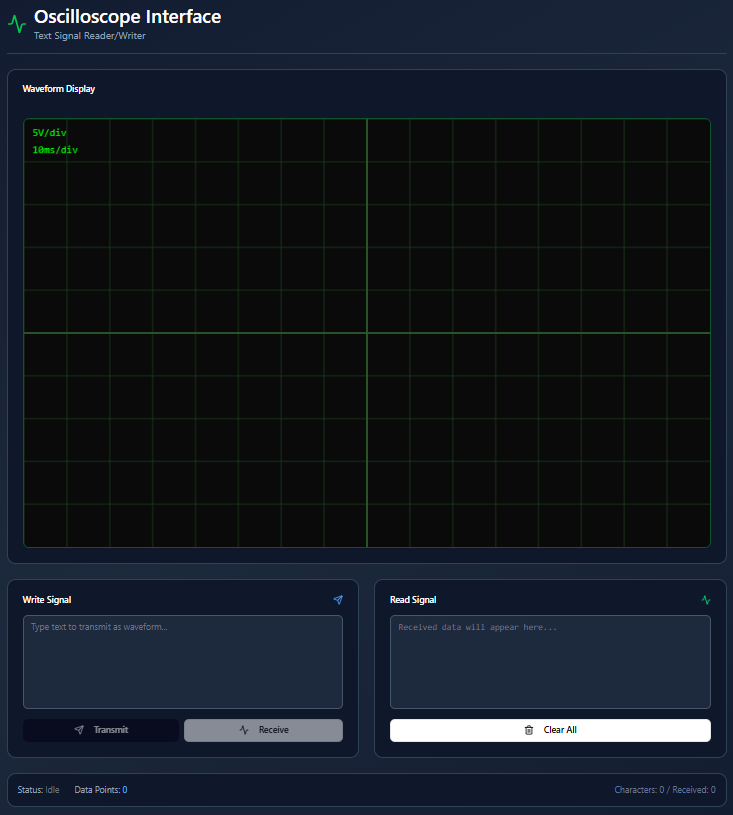 Oscilloscope Interface
Text Signal Reader/Writer
Waveform Display
5V/div
10ms/div
Write Signal
Type text to transmit as waveform...
Transmit
Receive
Read Signal
Received data will appear here...
Clear All
Status: Idle
Data Points: 0
Characters: 0 / Received: 0